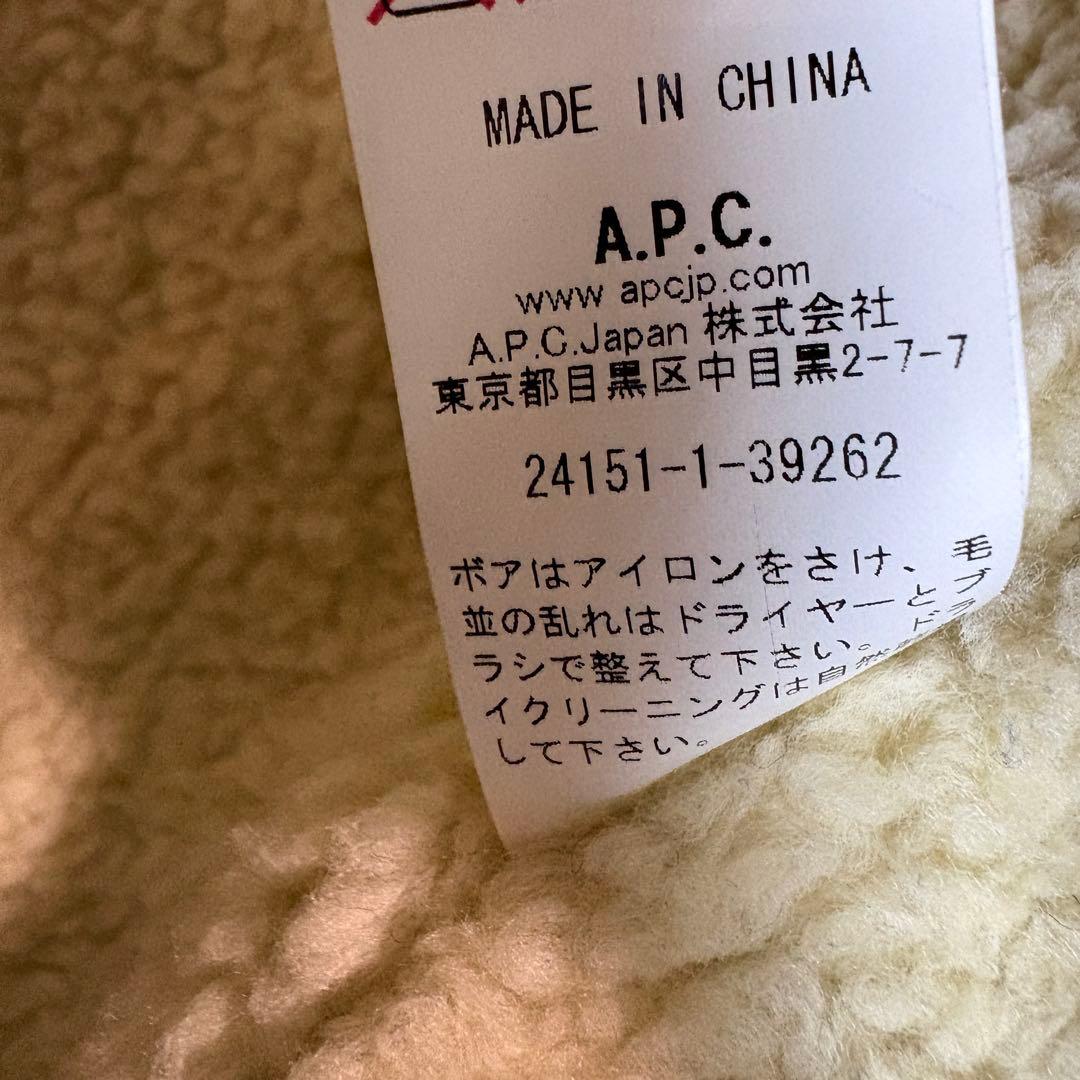 MADE IN CHINA
A.P.C.
www apcjp.com
A.P.C.Japan 株式会社
東京都目黒区中目黒2-7-7
24151-1-39262
ボアはアイロンをさけ、毛
並の乱れはドライヤーとブ
ラシで整えて下さい。ドラ
イクリーニングは自然
して下さい。